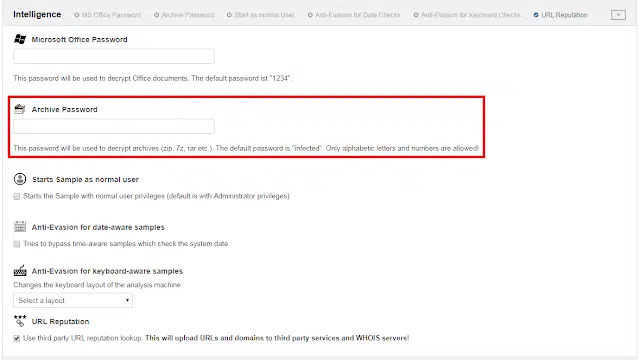 Intelligence MS Office Password Archive Password Start as normal User Anti-Evasion for Date Checks Anti-Evasion for Keyboard Checks URL Reputation
Microsoft Office Password
This password will be used to decrypt Office documents. The default password ist "1234".
Archive Password
This password will be used to decrypt archives (zip, 7z, rar etc.). The default password is "infected". Only alphabetic letters and numbers are allowed!
Starts Sample as normal user
Starts the Sample with normal user privileges (default is with Administrator privileges)
Anti-Evasion for date-aware samples
Tries to bypass time-aware samples which check the system date
Anti-Evasion for keyboard-aware samples
Changes the keyboard layout of the analysis machine
Select a layout
URL Reputation
Use third party URL reputation lookup. This will upload URLs and domains to third party services and WHOIS servers!